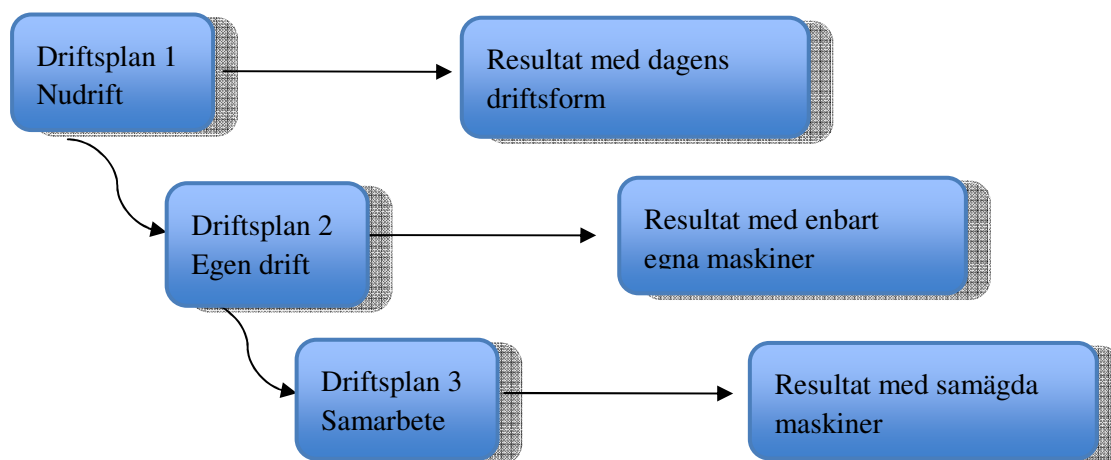 Driftsplan 1
Nudrift
Resultat med dagens
driftsform
Driftsplan 2
Egen drift
Resultat med enbart
egna maskiner
Driftsplan 3
Samarbete
Resultat med samägda
maskiner